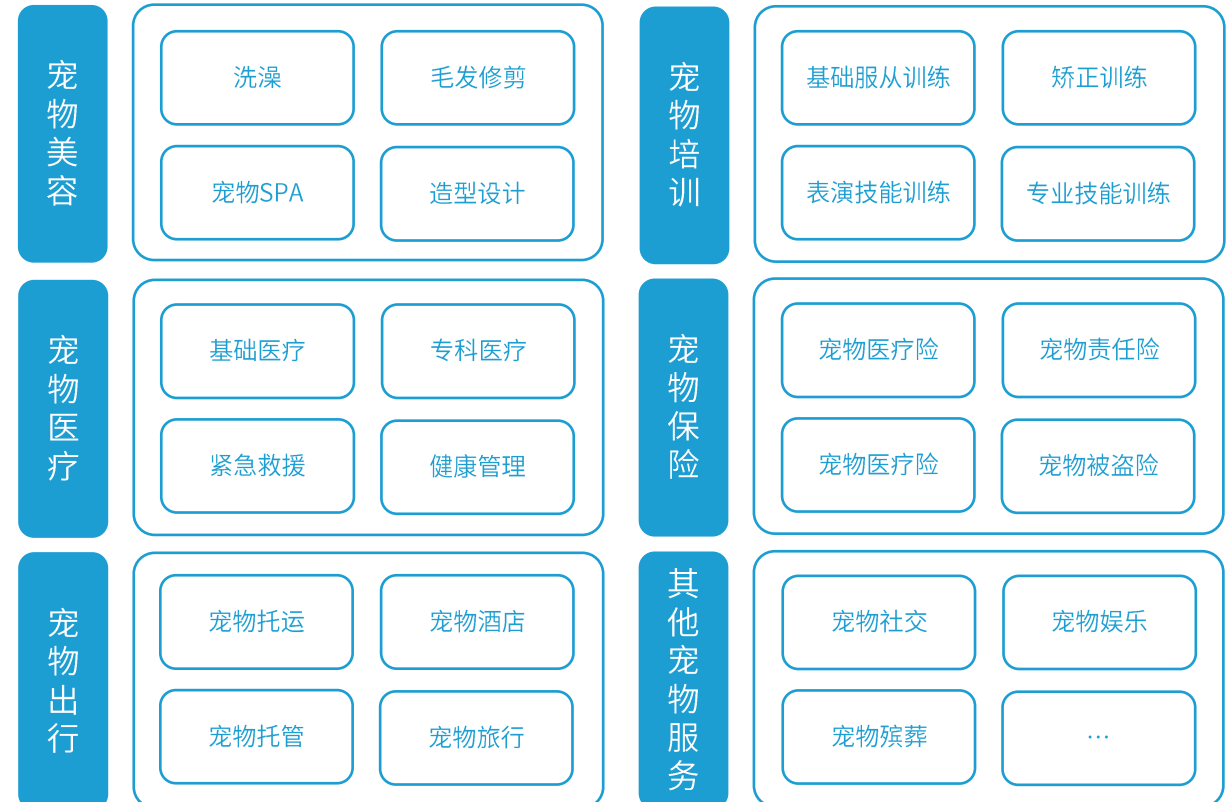 宠物美容
洗澡
毛发修剪
宠物SPA
造型设计
宠物培训
基础服从训练
矫正训练
表演技能训练
专业技能训练
宠物医疗
基础医疗
专科医疗
紧急救援
健康管理
宠物保险
宠物医疗险
宠物责任险
宠物医疗险
宠物被盗险
宠物出行
宠物托运
宠物酒店
宠物托管
宠物旅行
其他宠物服务
宠物社交
宠物娱乐
宠物殡葬
…